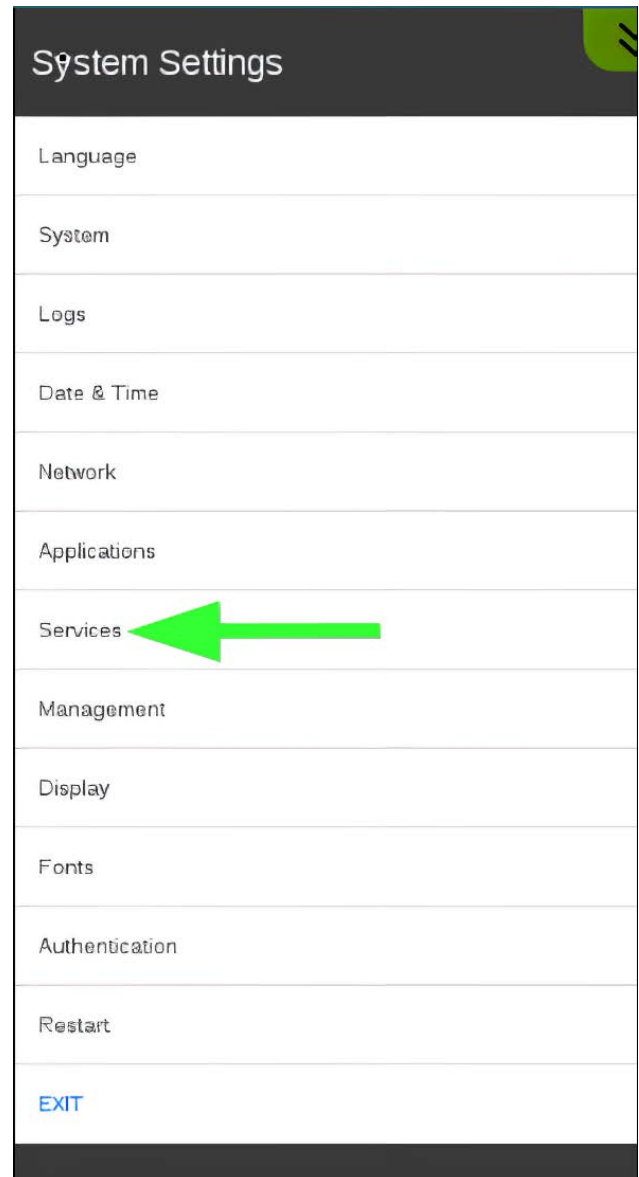 System Settings
Language
System
Logs
Date & Time
Network
Applications
Services
Management
Display
Fonts
Authentication
Restart
EXIT